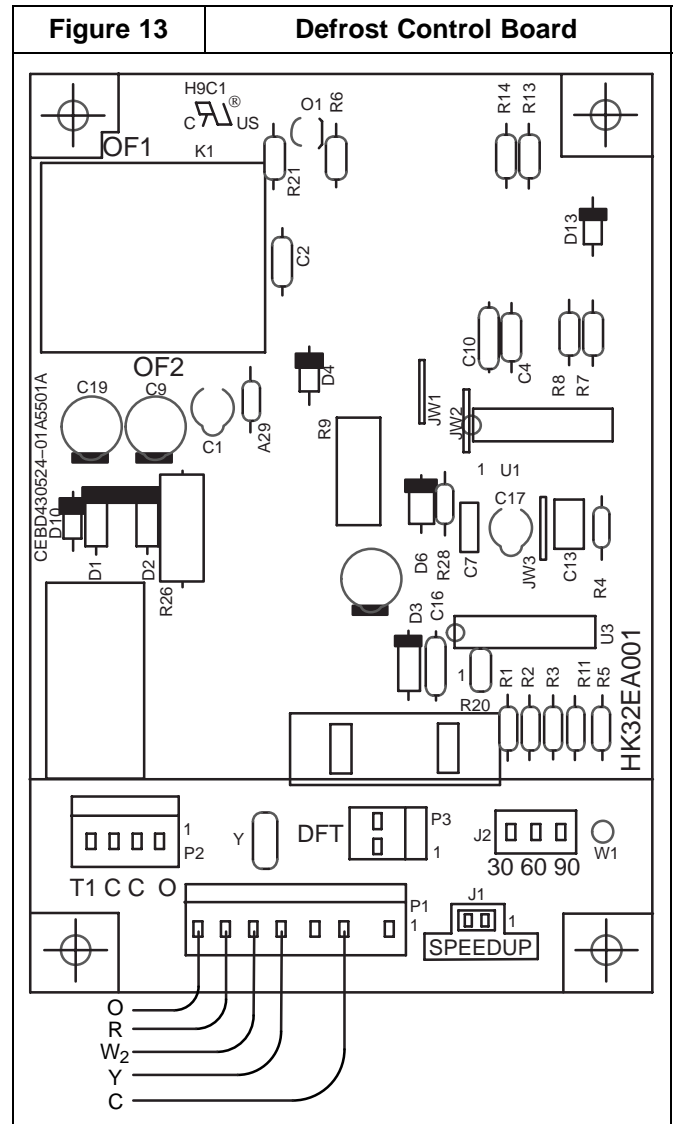 Figure 13
Defrost Control Board
H9C1
C US ®
O1
R6
R14
R13
OF1
K1
R21
D13
C2
OF2
D4
C10
C4
R8
R7
C19
C9
C1
A29
R9
JW1
JW2
1 U1
CEBD430524–01A5501A
D10
D1
D2
R26
D6
R28
C7
C17
JW3
C13
R4
D3
C16
U3
1
R20
R1
R2
R3
R11
R5
HK32EA001
1
P2
T1 C C O
Y
DFT
P3
1
J2
30 60 90
W1
P1
1
J1
1
SPEEDUP
O
R
W2
Y
C